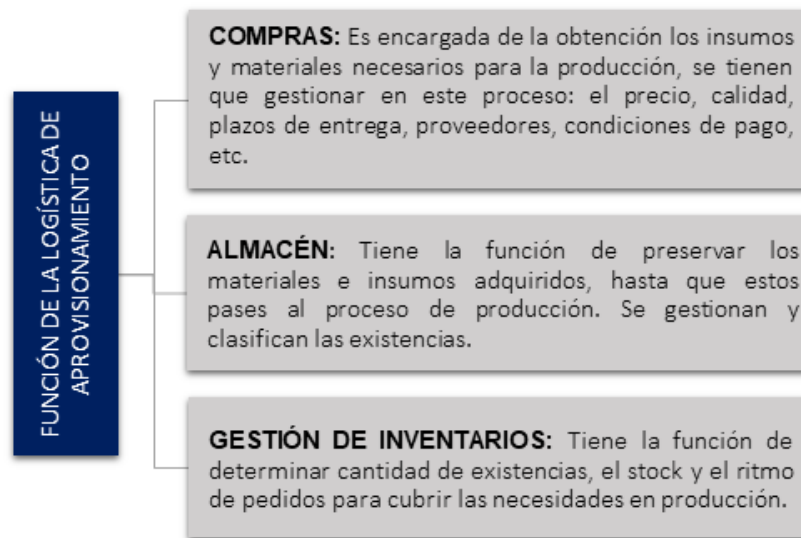 FUNCIÓN DE LA LOGÍSTICA DE
APROVISIONAMIENTO
COMPRAS: Es encargada de la obtención los insumos
y materiales necesarios para la producción, se tienen
que gestionar en este proceso: el precio, calidad,
plazos de entrega, proveedores, condiciones de pago,
etc.
ALMACÉN: Tiene la función de preservar los
materiales e insumos adquiridos, hasta que estos
pases al proceso de producción. Se gestionan y
clasifican las existencias.
GESTIÓN DE INVENTARIOS: Tiene la función de
determinar cantidad de existencias, el stock y el ritmo
de pedidos para cubrir las necesidades en producción.